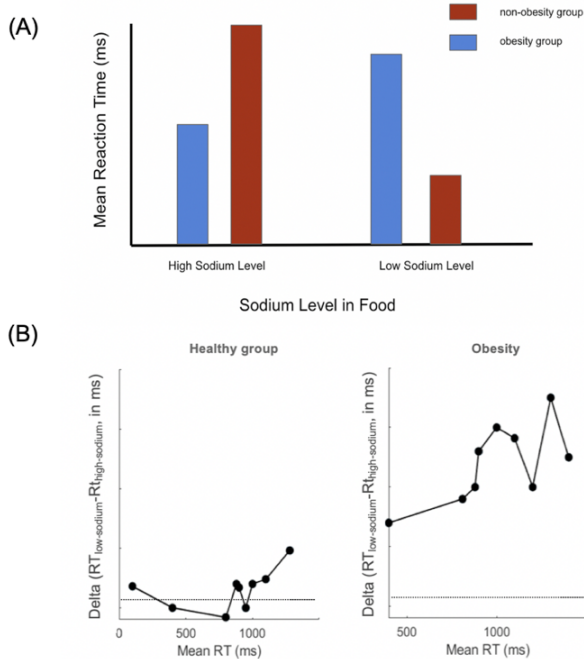 (A)
non-obesity group
obesity group
Mean Reaction Time (ms)
High Sodium Level
Low Sodium Level
Sodium Level in Food
(B)
Healthy group
Delta (RTlow-sodium-Rthigh-sodium, in ms)
0
500
1000
Mean RT (ms)
Obesity
Delta (RTlow-sodium-Rthigh-sodium, in ms)
500
1000
Mean RT (ms)